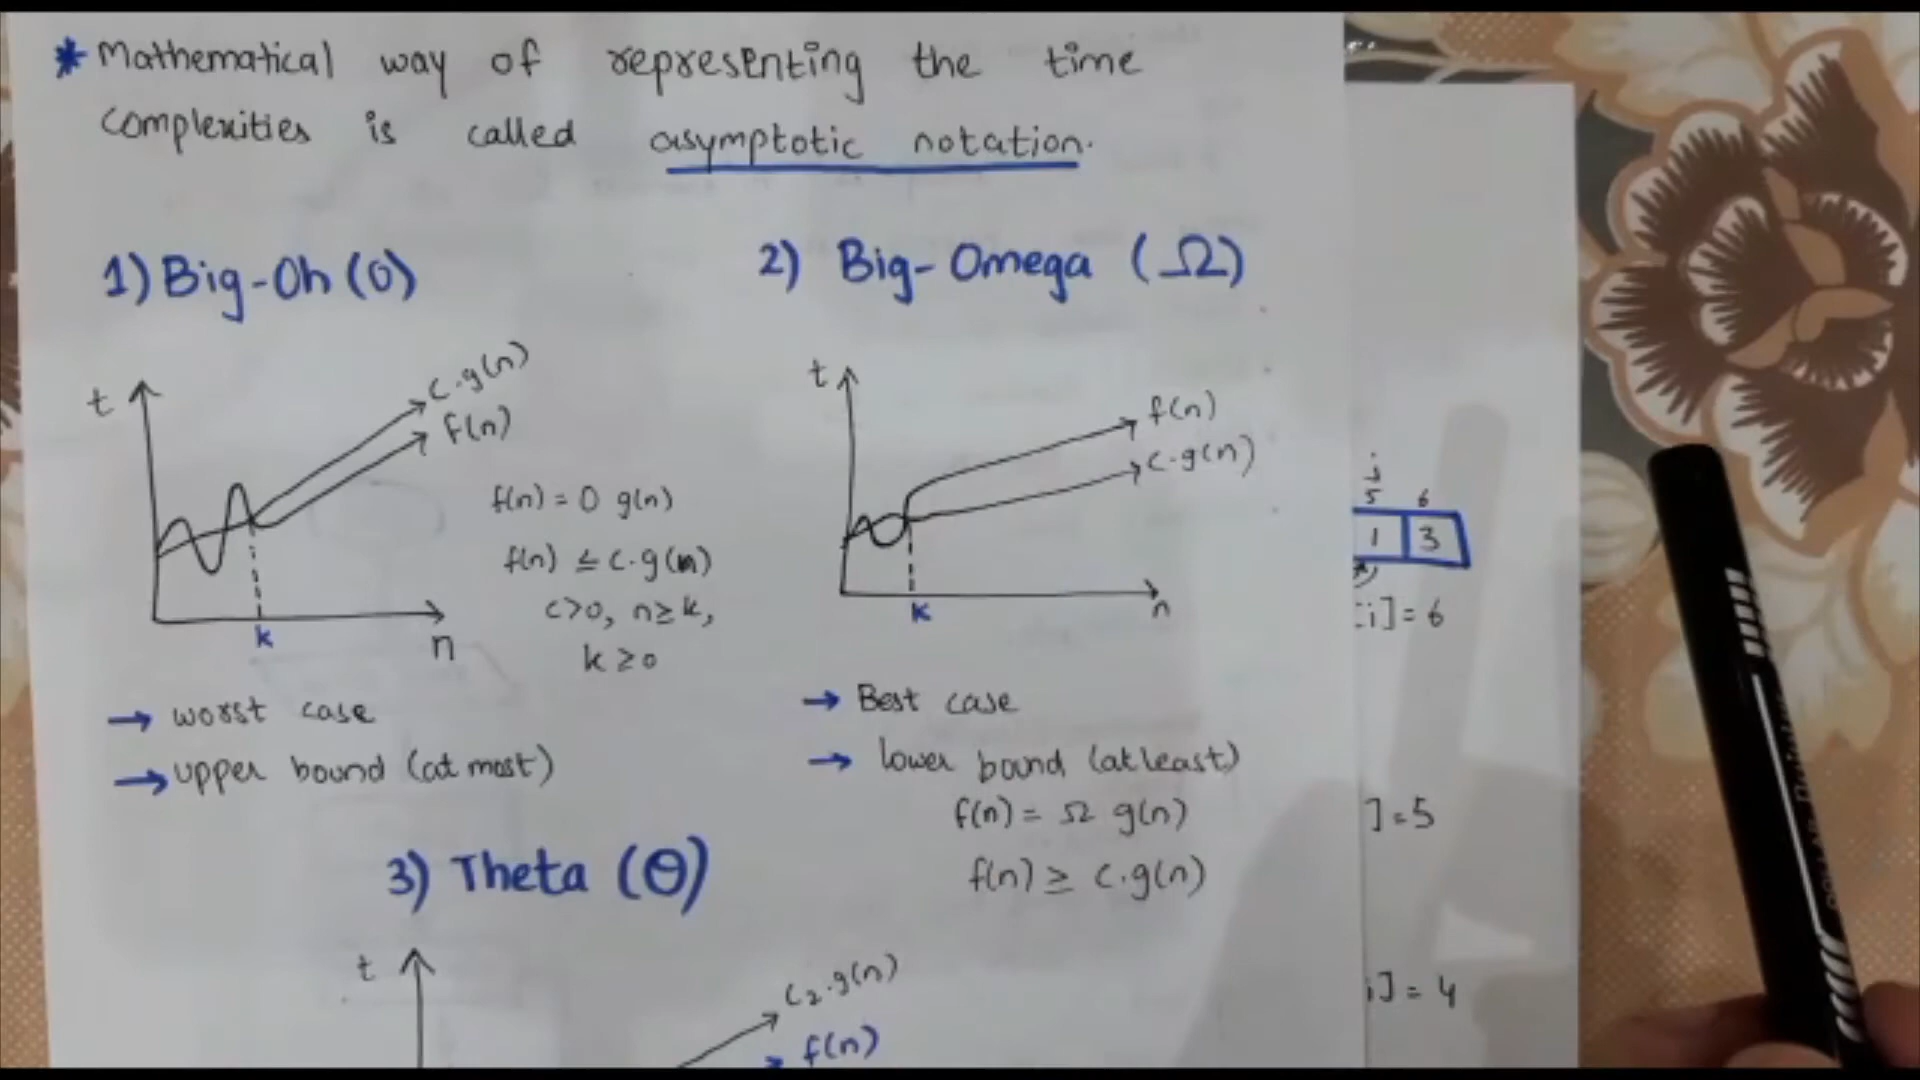 * Mathematical way of representing the time
complexities is called asymptotic notation.
1) Big-Oh (O)
t
c.g(n)
f(n)
k
n
f(n) = O g(n)
f(n) ≤ c.g(n)
c>0, n≥k,
k≥0
→ worst case
→ upper bound (at most)
2) Big-Omega (Ω)
t
f(n)
c.g(n)
k
n
→ Best case
→ lower bound (at least)
f(n) = Ω g(n)
f(n) ≥ c.g(n)
3) Theta (Θ)
t
c₂.g(n)
f(n)
j
5 6
1 3
i] = 6
] = 5
i] = 4